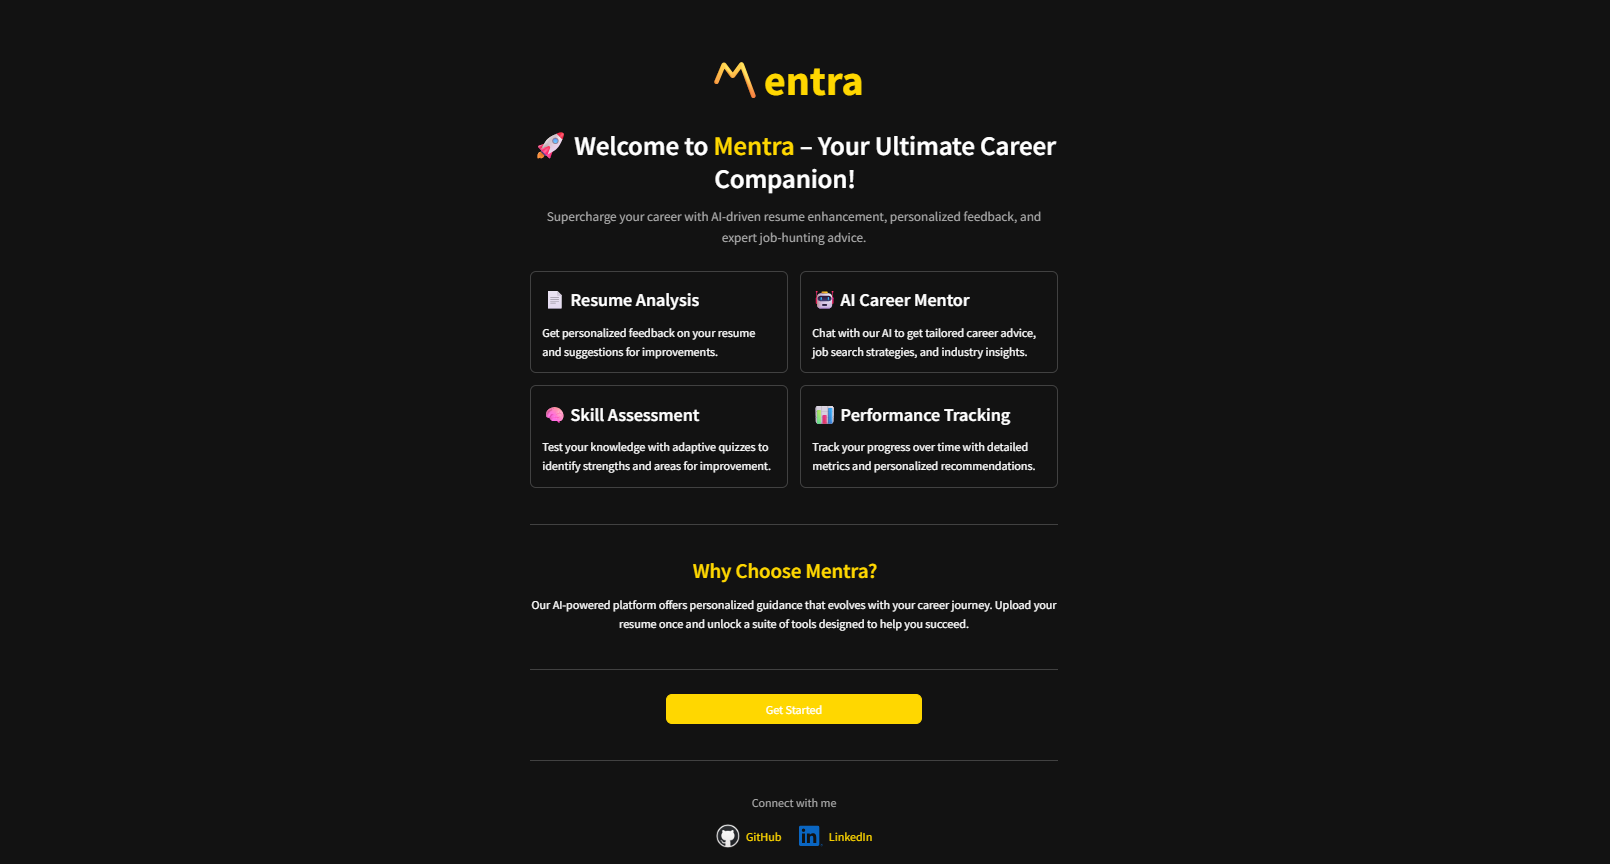 entra
🚀 Welcome to Mentra – Your Ultimate Career
Companion!
Supercharge your career with AI-driven resume enhancement, personalized feedback, and
expert job-hunting advice.
📄 Resume Analysis
Get personalized feedback on your resume
and suggestions for improvements.
🤖 AI Career Mentor
Chat with our AI to get tailored career advice,
job search strategies, and industry insights.
🧠 Skill Assessment
Test your knowledge with adaptive quizzes to
identify strengths and areas for improvement.
📊 Performance Tracking
Track your progress over time with detailed
metrics and personalized recommendations.
Why Choose Mentra?
Our AI-powered platform offers personalized guidance that evolves with your career journey. Upload your
resume once and unlock a suite of tools designed to help you succeed.
Get Started
Connect with me
GitHub
in LinkedIn